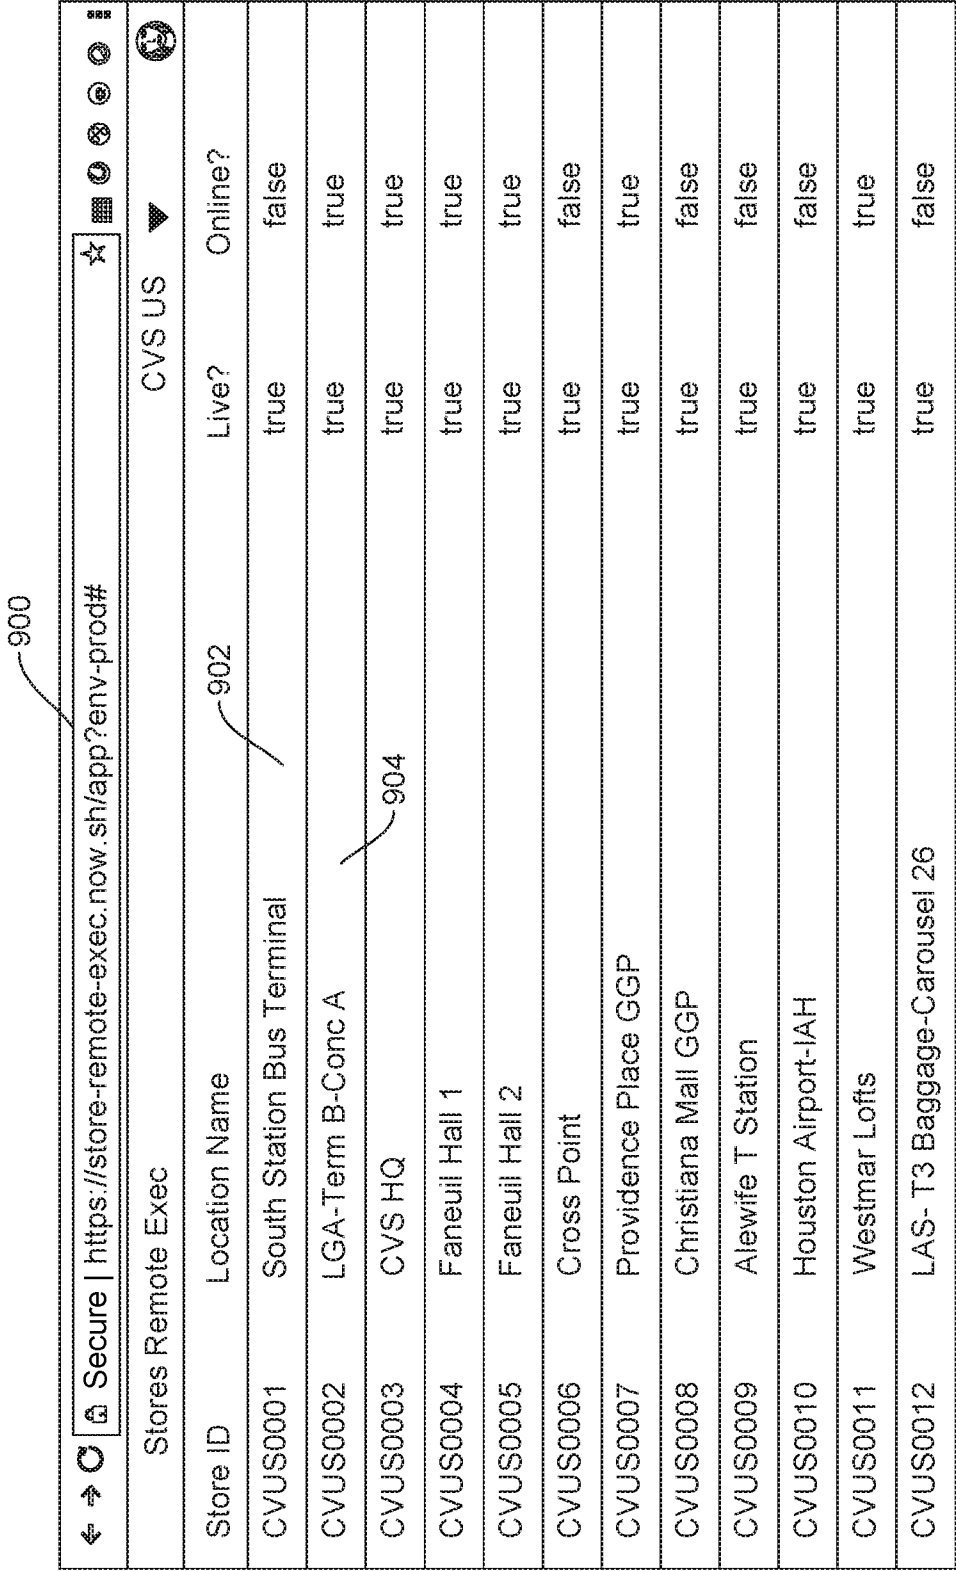 900
Secure | https://store-remote-exec.now.sh/app?env-prod#
Stores Remote Exec CVS US
Store ID Location Name Live? Online?
902
CVUS0001 South Station Bus Terminal true false
CVUS0002 LGA-Term B-Conc A true true
904
CVUS0003 CVS HQ true true
CVUS0004 Faneuil Hall 1 true true
CVUS0005 Faneuil Hall 2 true true
CVUS0006 Cross Point true false
CVUS0007 Providence Place GGP true true
CVUS0008 Christiana Mall GGP true false
CVUS0009 Alewife T Station true false
CVUS0010 Houston Airport-IAH true false
CVUS0011 Westmar Lofts true true
CVUS0012 LAS- T3 Baggage-Carousel 26 true false